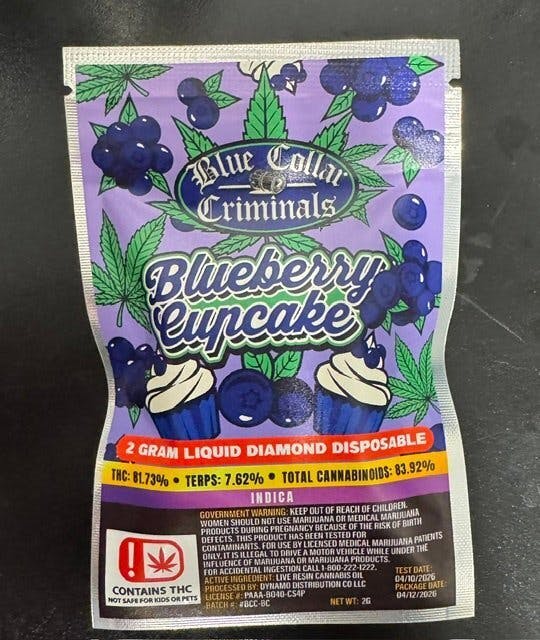 Blue Collar
Criminals
Blueberry
Cupcake
2 GRAM LIQUID DIAMOND DISPOSABLE
THC: 81.73% • TERPS: 7.62% • TOTAL CANNABINOIDS: 83.92%
INDICA
GOVERNMENT WARNING: KEEP OUT OF REACH OF CHILDREN.
WOMEN SHOULD NOT USE MARIJUANA OR MEDICAL MARIJUANA
PRODUCTS DURING PREGNANCY BECAUSE OF THE RISK OF BIRTH
DEFECTS. THIS PRODUCT HAS BEEN TESTED FOR
CONTAMINANTS. FOR USE BY LICENSED MEDICAL MARIJUANA PATIENTS
ONLY. IT IS ILLEGAL TO DRIVE A MOTOR VEHICLE WHILE UNDER THE
INFLUENCE OF MARIJUANA OR MARIJUANA PRODUCTS.
FOR ACCIDENTAL INGESTION CALL 1-800-222-1222.
ACTIVE INGREDIENT: LIVE RESIN CANNABIS OIL
PROCESSED BY: DYNAMO DISTRIBUTION CO LLC
LICENSE #: PAAA-BO4O-CS4P
BATCH #: #BCC-BC
NET WT: 2G
TEST DATE:
04/10/2026
PACKAGE DATE:
04/12/2026
!
CONTAINS THC
NOT SAFE FOR KIDS OR PETS